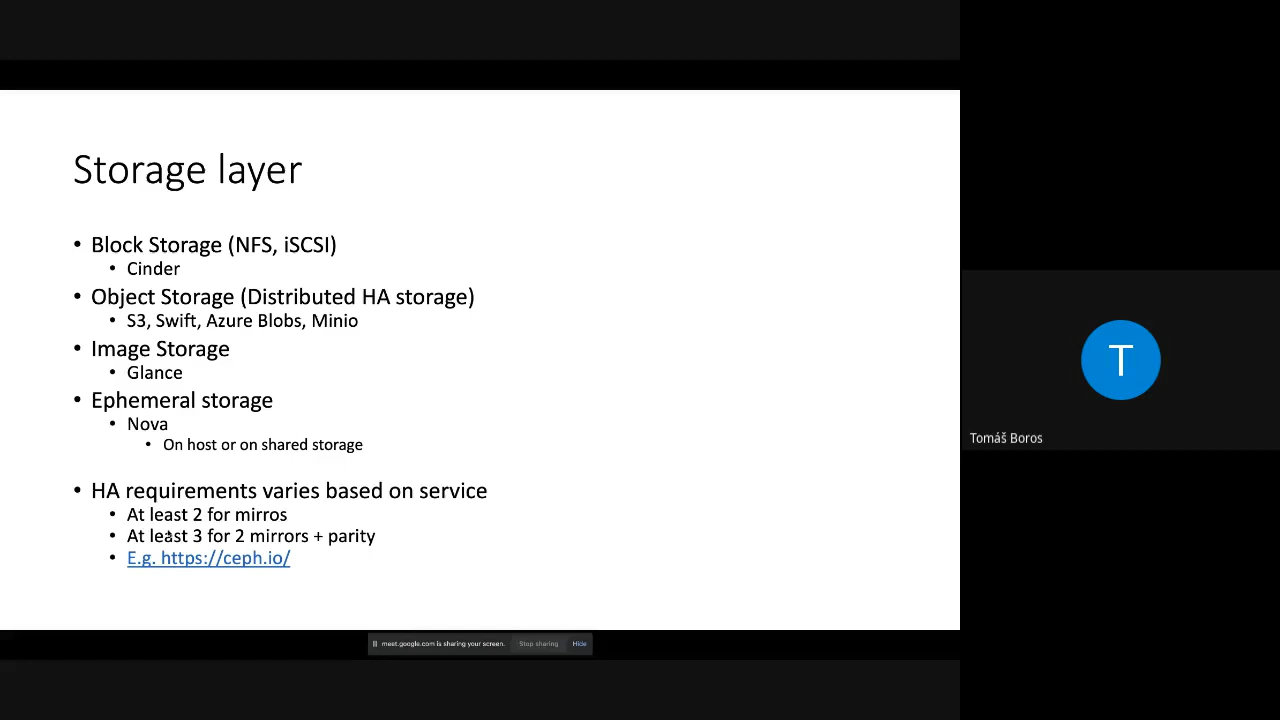 Storage layer
• Block Storage (NFS, iSCSI)
• Cinder
• Object Storage (Distributed HA storage)
• S3, Swift, Azure Blobs, Minio
• Image Storage
• Glance
• Ephemeral storage
• Nova
• On host or on shared storage
• HA requirements varies based on service
• At least 2 for mirros
• At least 3 for 2 mirrors + parity
• E.g. https://ceph.io/
meet.google.com is sharing your screen. Stop sharing Hide
T
Tomáš Boros